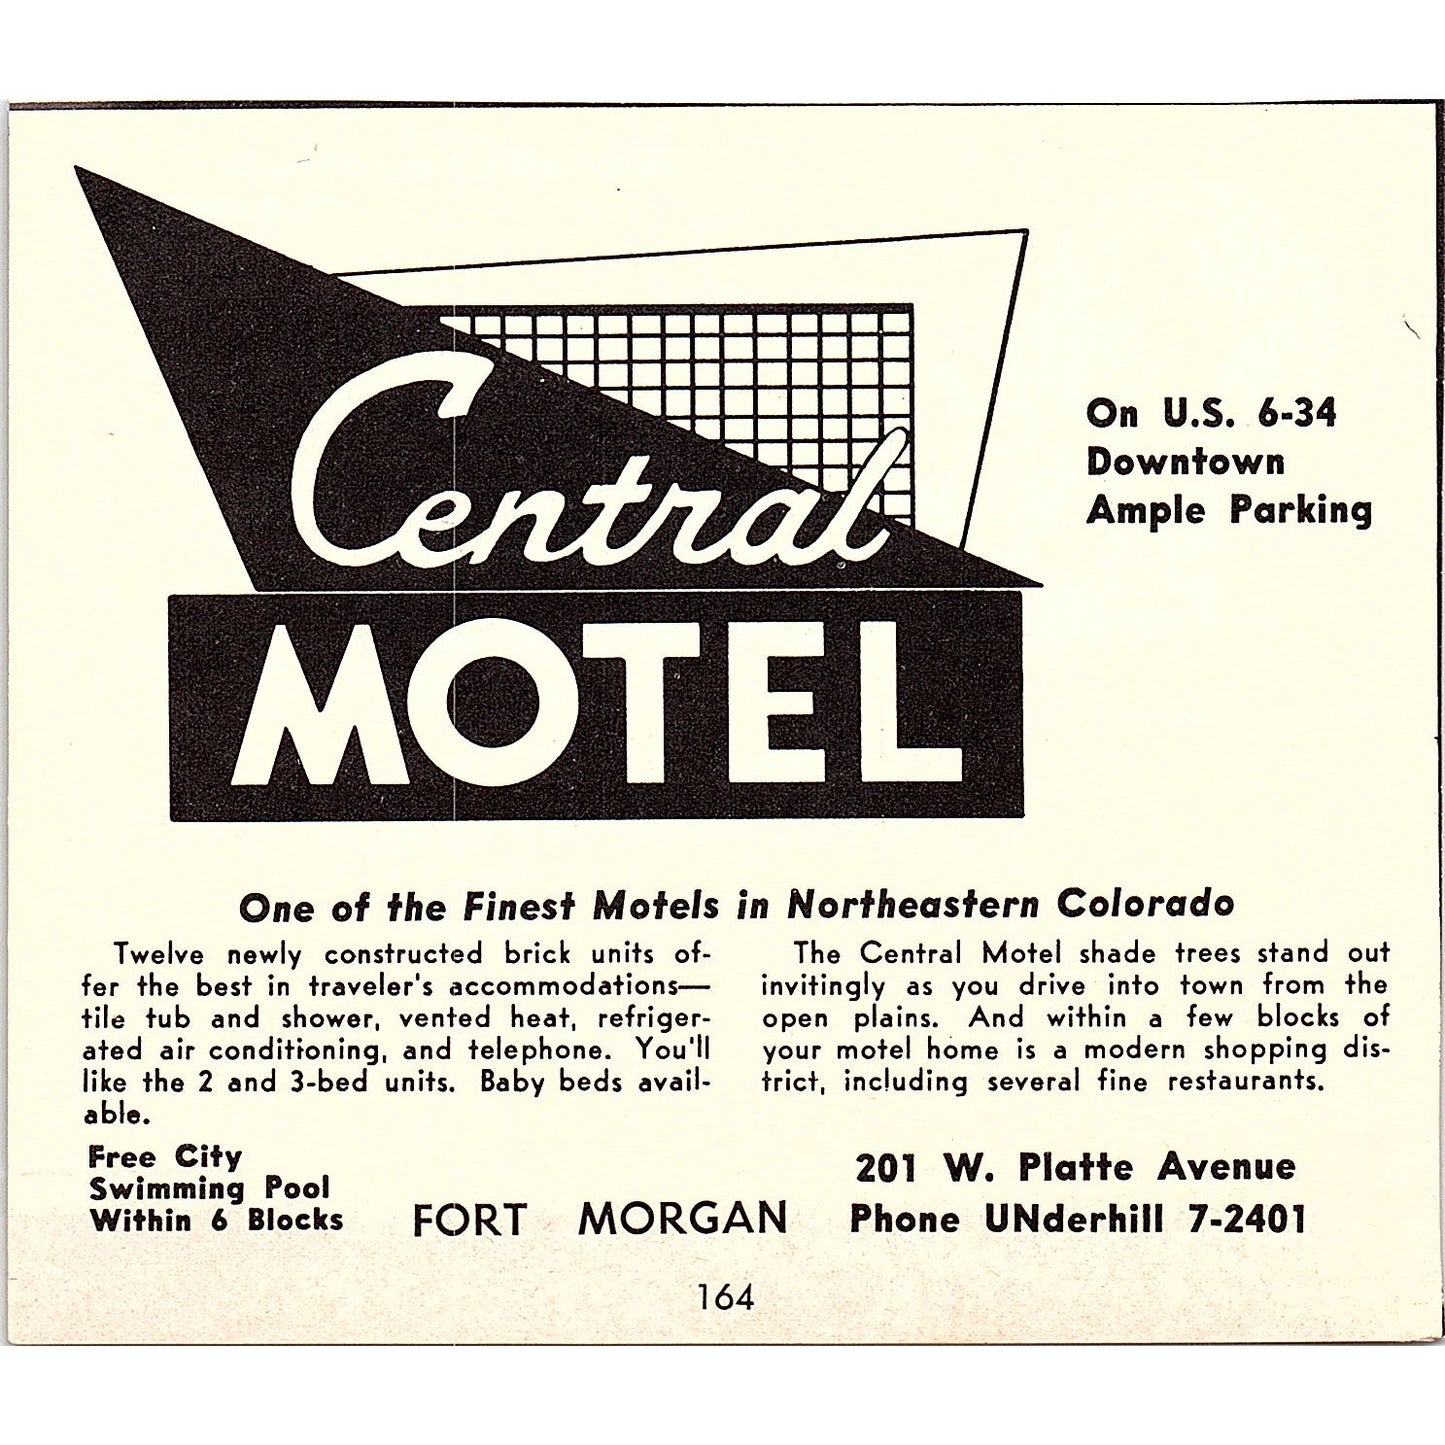 Central
MOTEL
On U.S. 6-34
Downtown
Ample Parking
One of the Finest Motels in Northeastern Colorado
Twelve newly constructed brick units of-
fer the best in traveler's accommodations—
tile tub and shower, vented heat, refriger-
ated air conditioning, and telephone. You'll
like the 2 and 3-bed units. Baby beds avail-
able.
The Central Motel shade trees stand out
invitingly as you drive into town from the
open plains. And within a few blocks of
your motel home is a modern shopping dis-
trict, including several fine restaurants.
Free City
Swimming Pool
Within 6 Blocks
FORT MORGAN
201 W. Platte Avenue
Phone UNderhill 7-2401
164